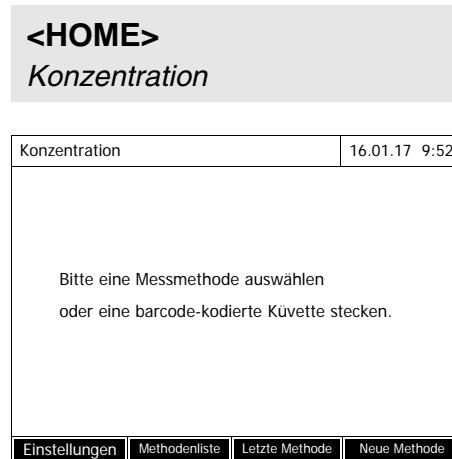 <HOME>
Konzentration
Konzentration 16.01.17 9:52
Bitte eine Messmethode auswählen
oder eine barcode-kodierte Küvette stecken.
Einstellungen Methodenliste Letzte Methode Neue Methode